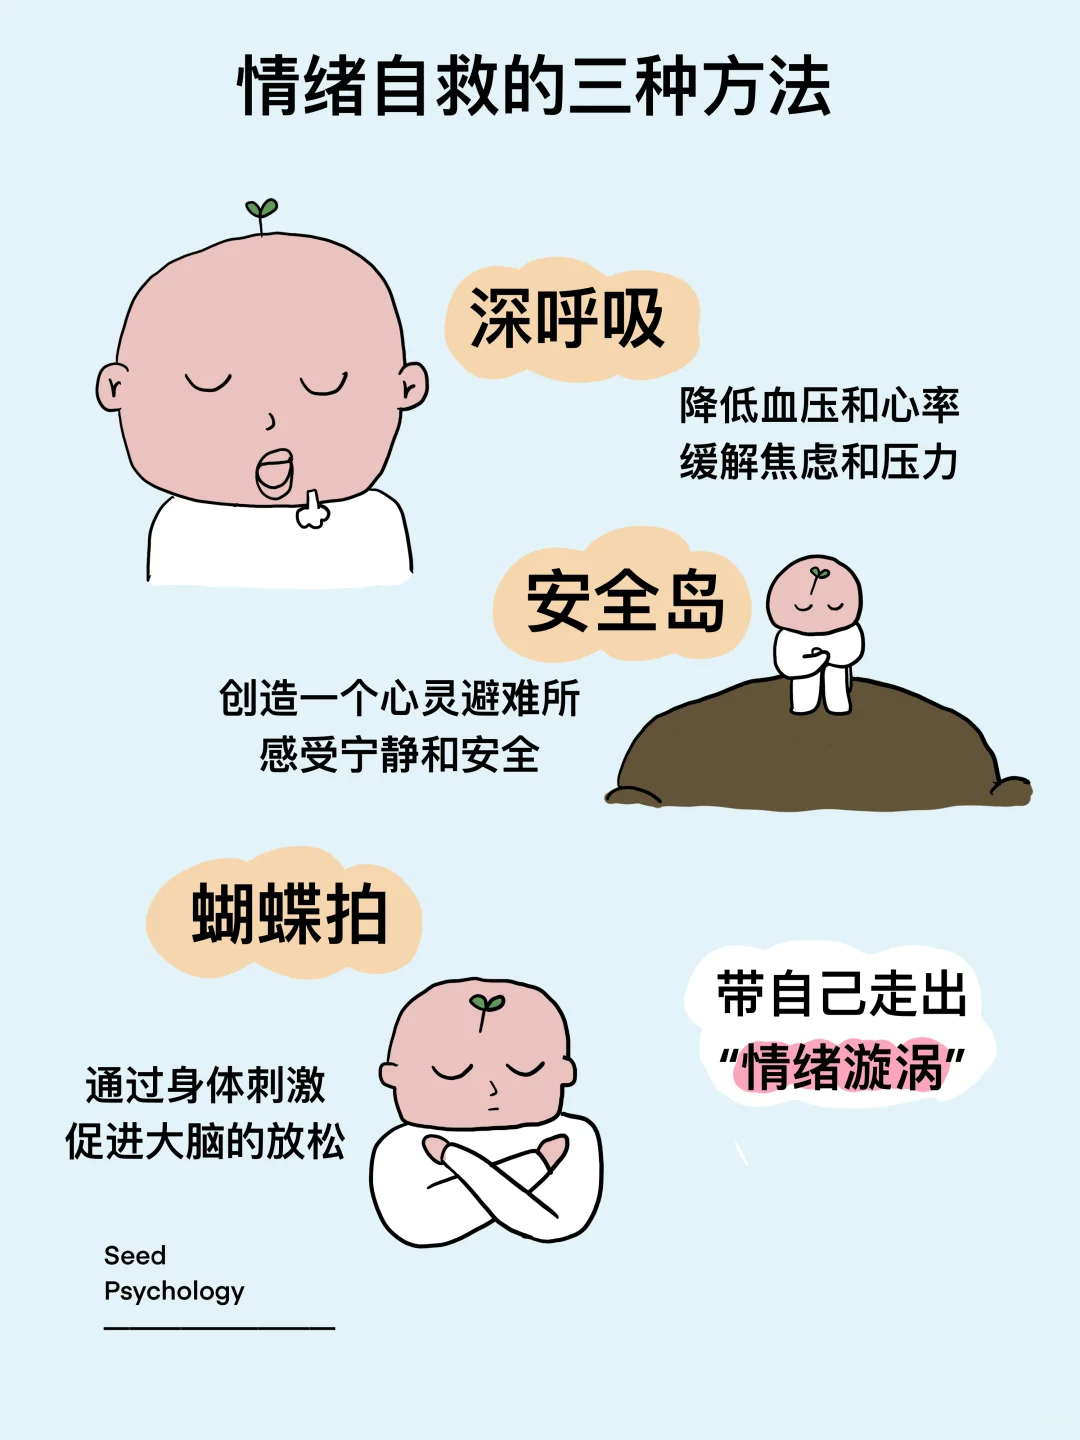 情绪自救的三种方法
深呼吸
降低血压和心率
缓解焦虑和压力
安全岛
创造一个心灵避难所
感受宁静和安全
蝴蝶拍
通过身体刺激
促进大脑的放松
带自己走出
“情绪漩涡”
Seed
Psychology